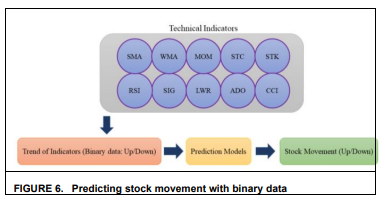 Technical Indicators
SMA WMA MOM STC STK
RSI SIG LWR ADO CCI
Trend of Indicators (Binary data: Up/Down) Prediction Models Stock Movement (Up/Down)
FIGURE 6. Predicting stock movement with binary data